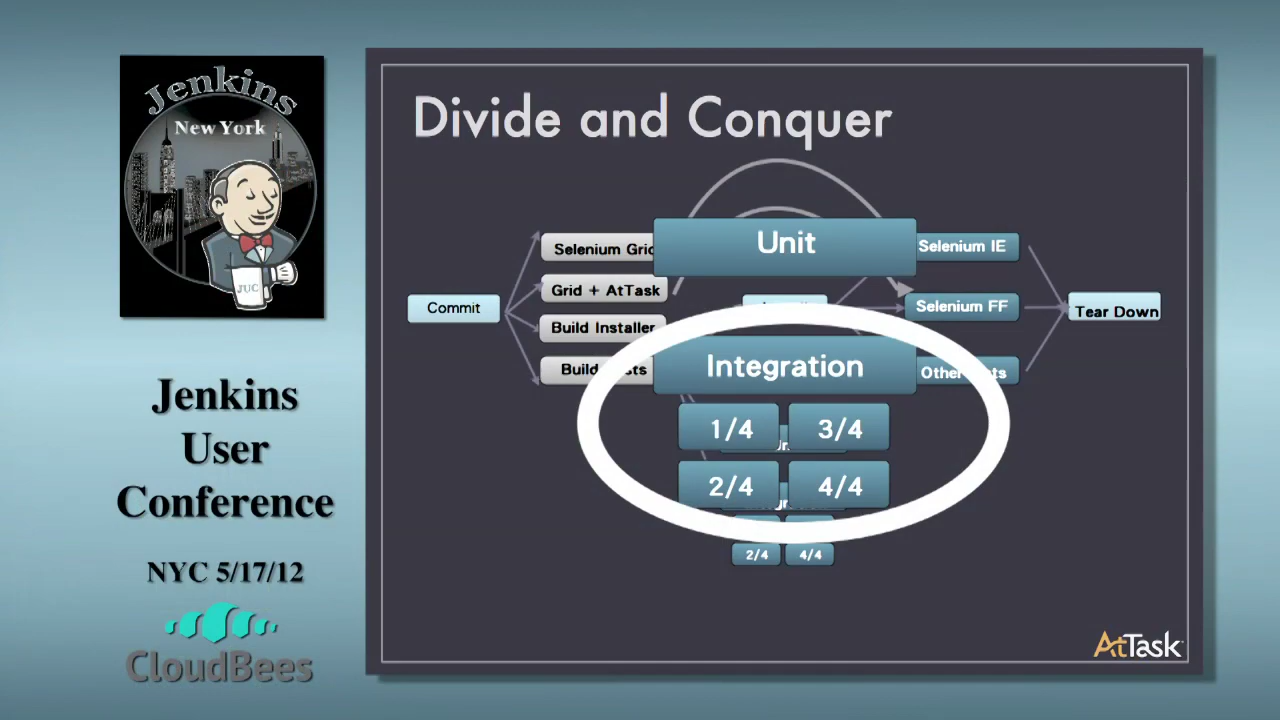 Jenkins
New York
JUC
Jenkins
User
Conference
NYC 5/17/12
CloudBees
Divide and Conquer
Commit
Selenium Grid
Grid + AtTask
Build Installer
Build
Unit
Integration
1/4 3/4
2/4 4/4
2/4 4/4
Selenium IE
Selenium FF
Other
Tear Down
AtTask